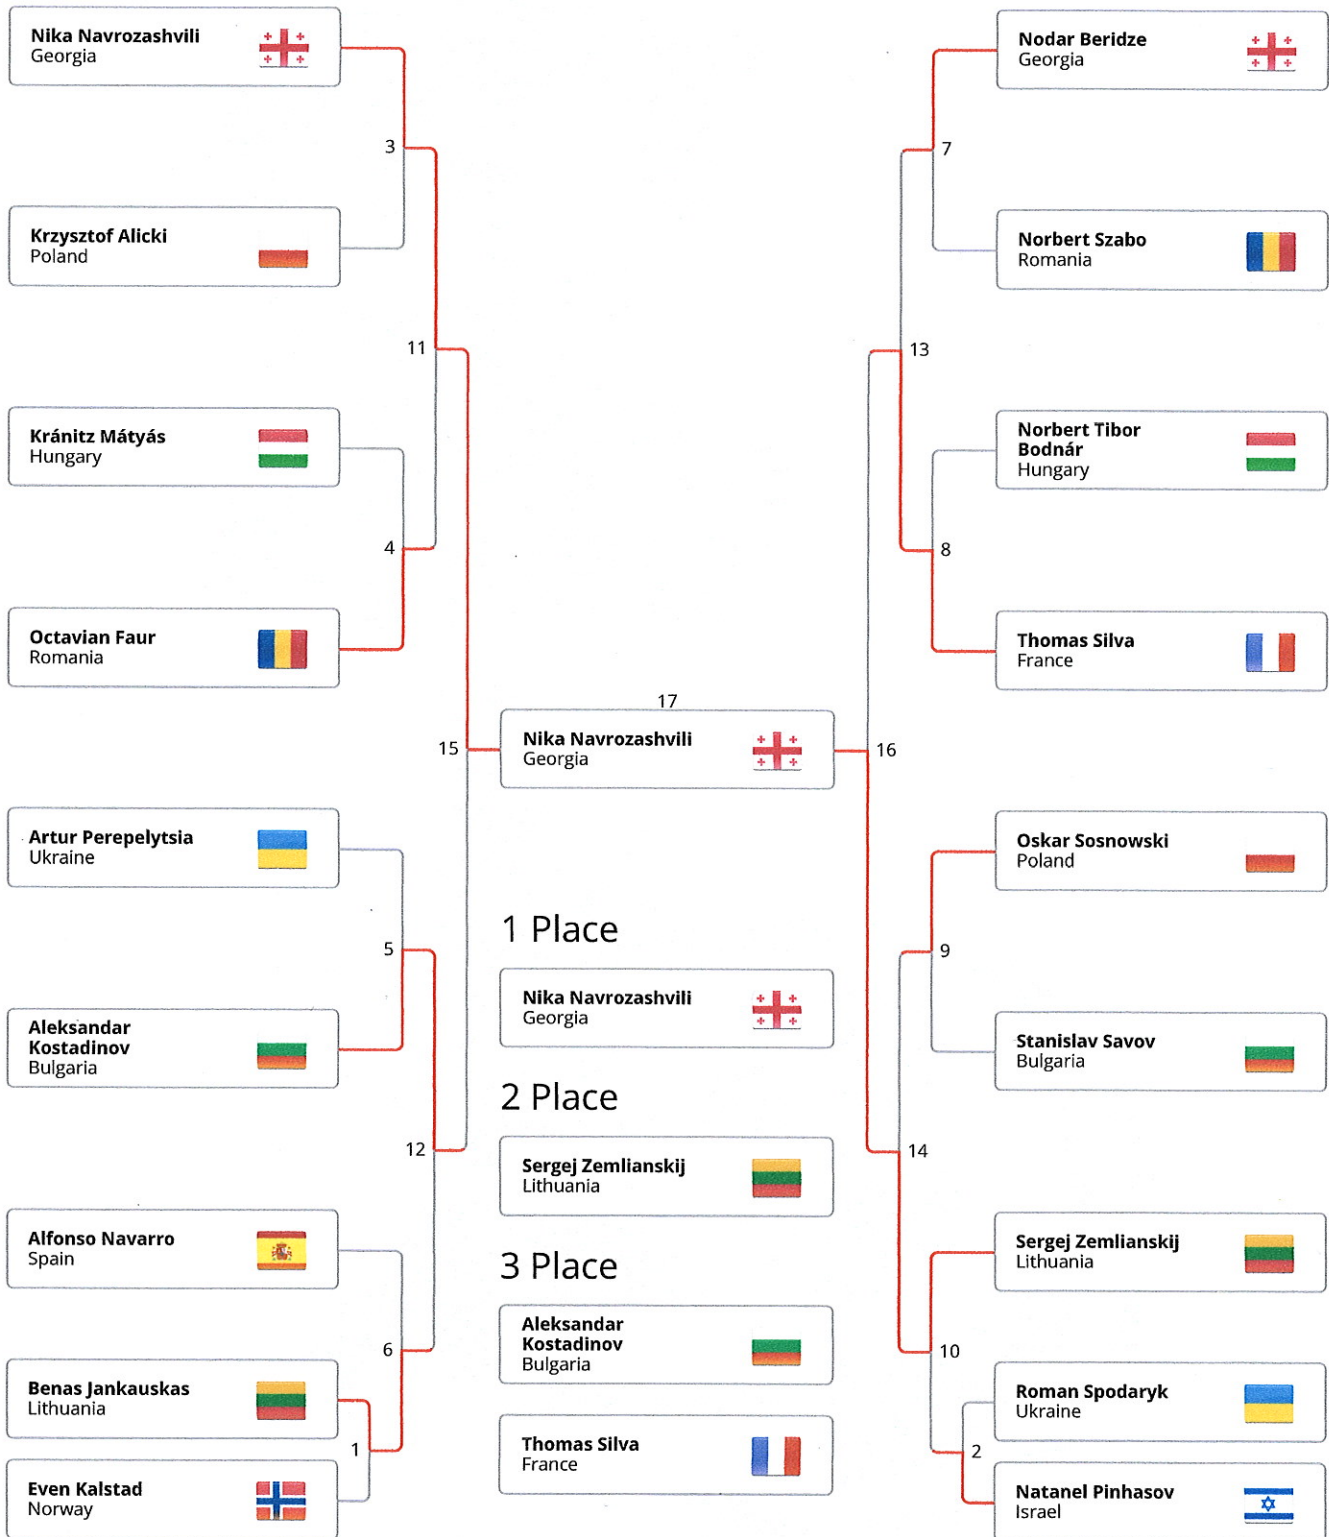 Nika Navrozashvili
Georgia
3
Krzysztof Alicki
Poland
11
Kránitz Mátyás
Hungary
4
Octavian Faur
Romania
15
Artur Perepelytsia
Ukraine
5
Aleksandar
Kostadinov
Bulgaria
12
Alfonso Navarro
Spain
6
Benas Jankauskas
Lithuania
1
Even Kalstad
Norway
17
Nika Navrozashvili
Georgia
1 Place
Nika Navrozashvili
Georgia
2 Place
Sergej Zemlianskij
Lithuania
3 Place
Aleksandar
Kostadinov
Bulgaria
Thomas Silva
France
Nodar Beridze
Georgia
7
Norbert Szabo
Romania
13
Norbert Tibor
Bodnár
Hungary
8
Thomas Silva
France
16
Oskar Sosnowski
Poland
9
Stanislav Savov
Bulgaria
14
Sergej Zemlianskij
Lithuania
10
Roman Spodaryk
Ukraine
2
Natanel Pinhasov
Israel